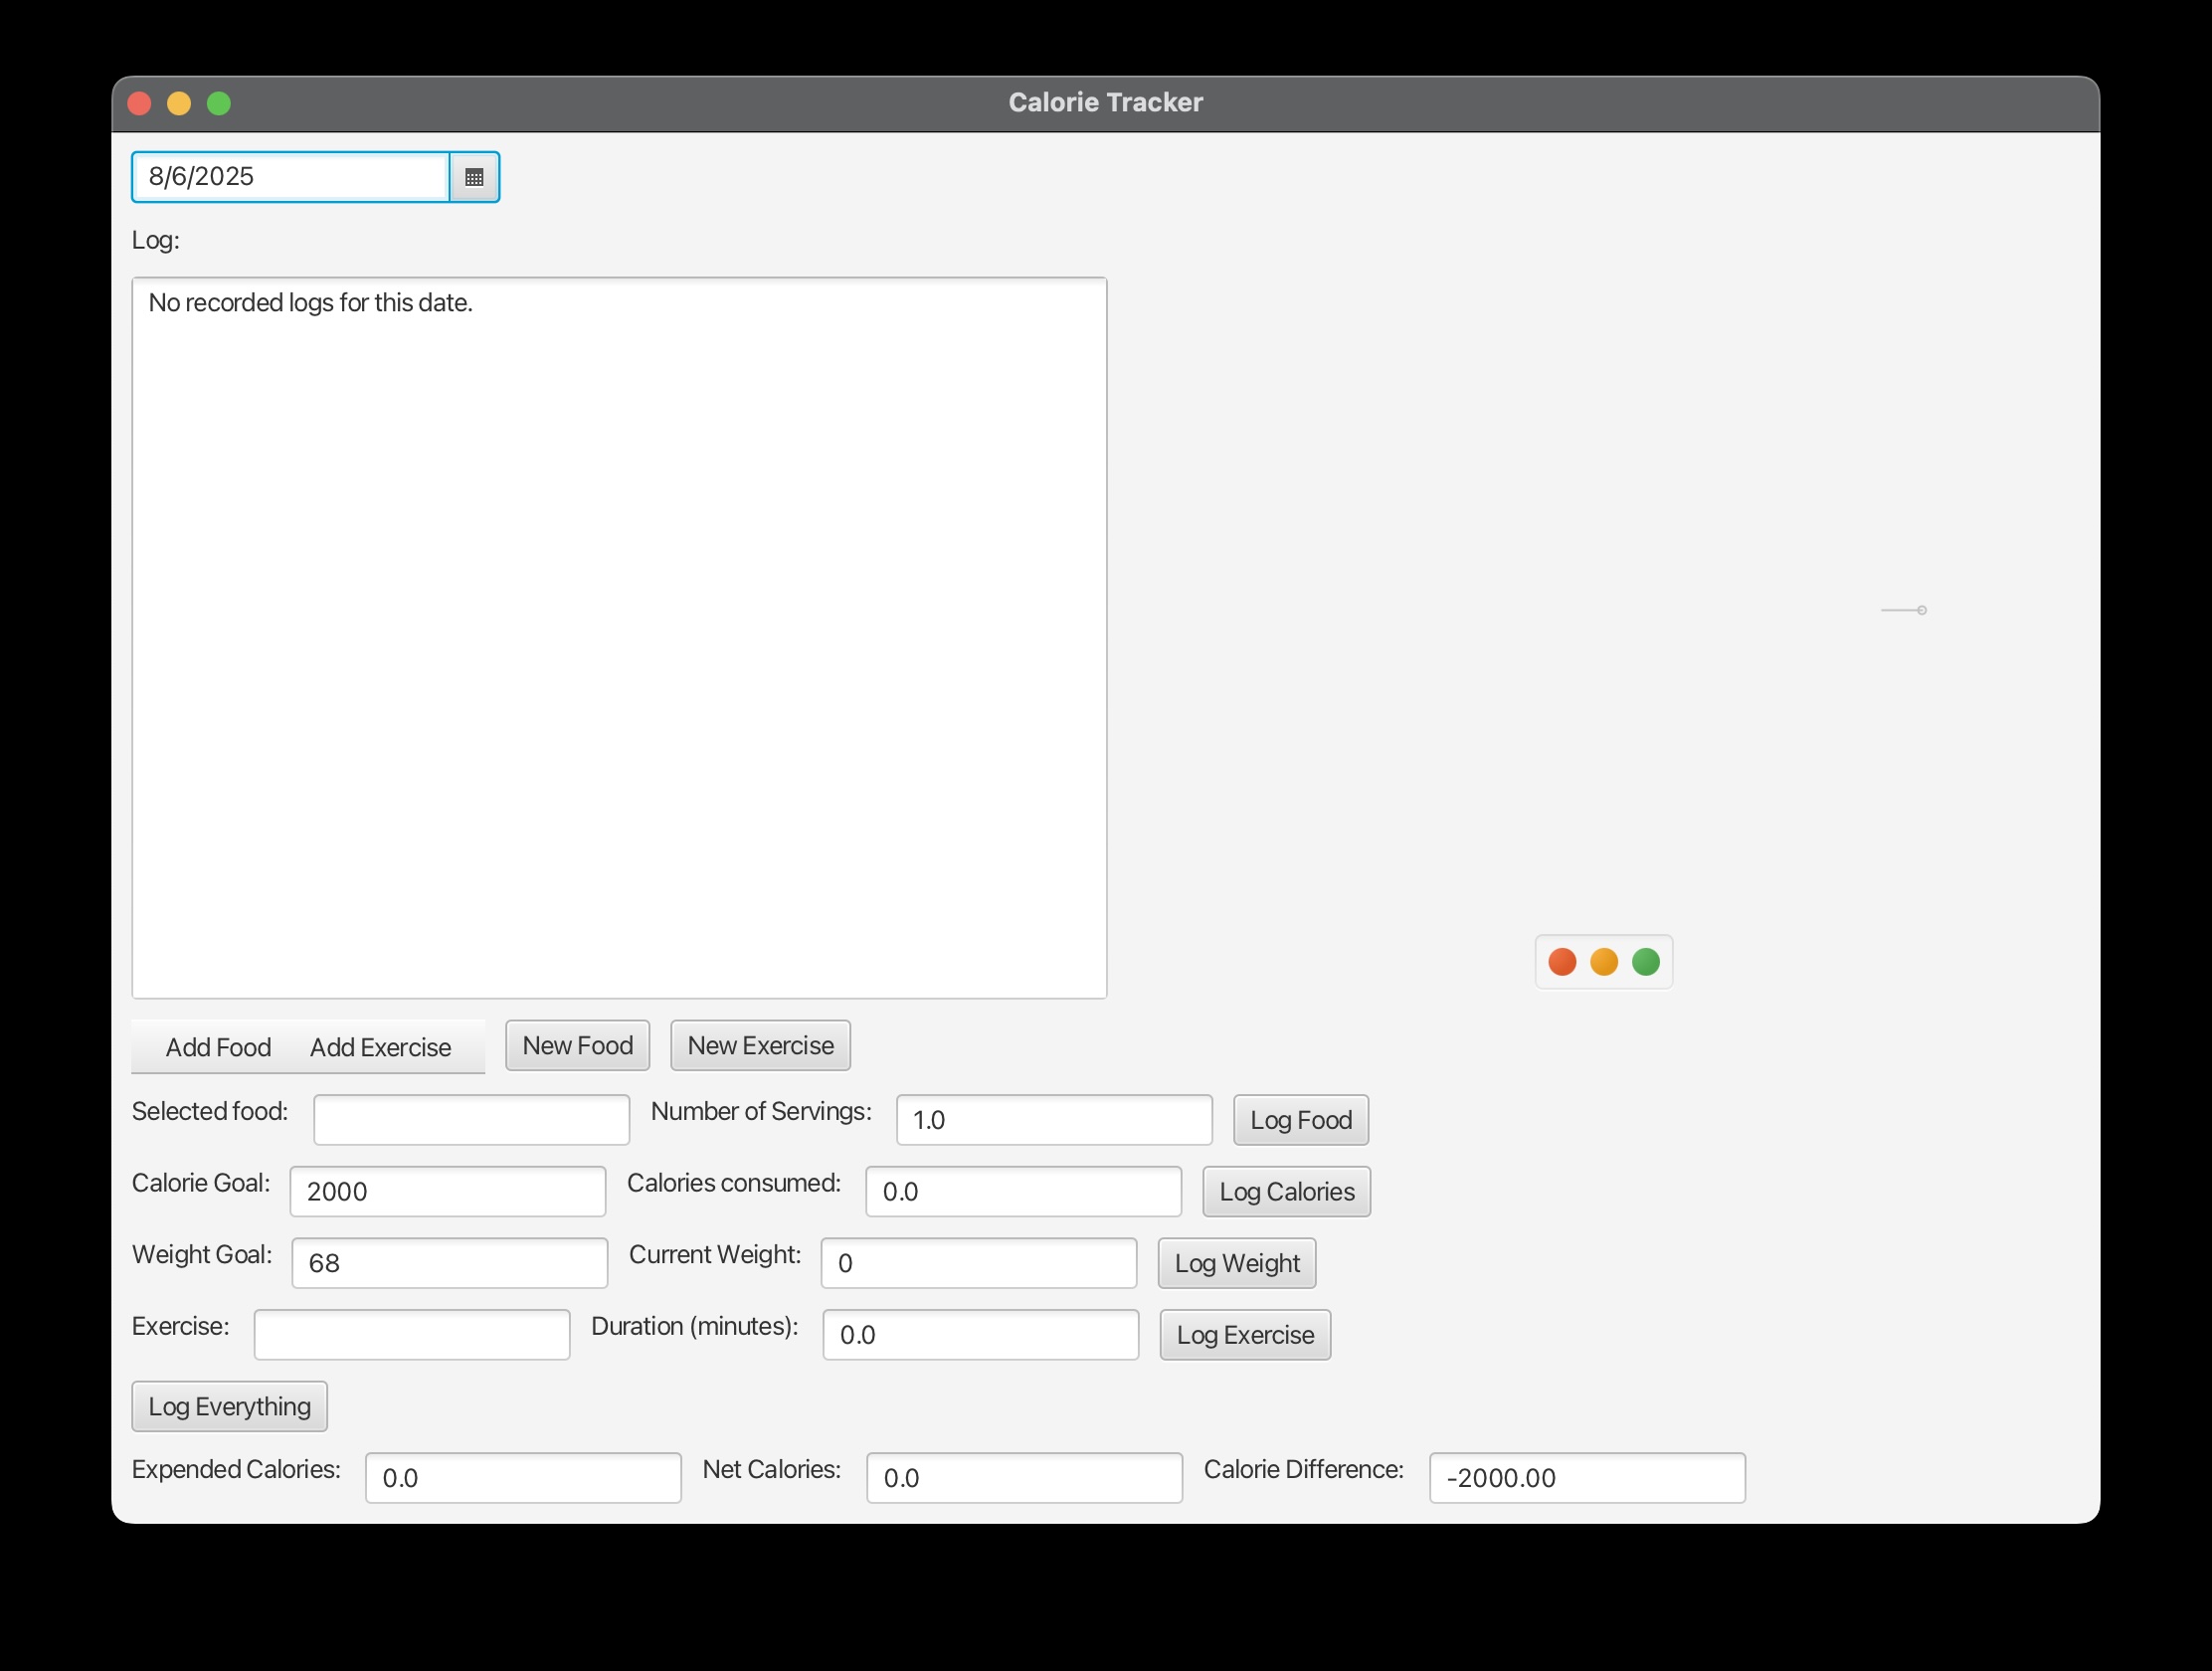 Calorie Tracker
8/6/2025
Log:
No recorded logs for this date.
Add Food Add Exercise New Food New Exercise
Selected food: Number of Servings: 1.0 Log Food
Calorie Goal: 2000 Calories consumed: 0.0 Log Calories
Weight Goal: 68 Current Weight: 0 Log Weight
Exercise: Duration (minutes): 0.0 Log Exercise
Log Everything
Expended Calories: 0.0 Net Calories: 0.0 Calorie Difference: -2000.00